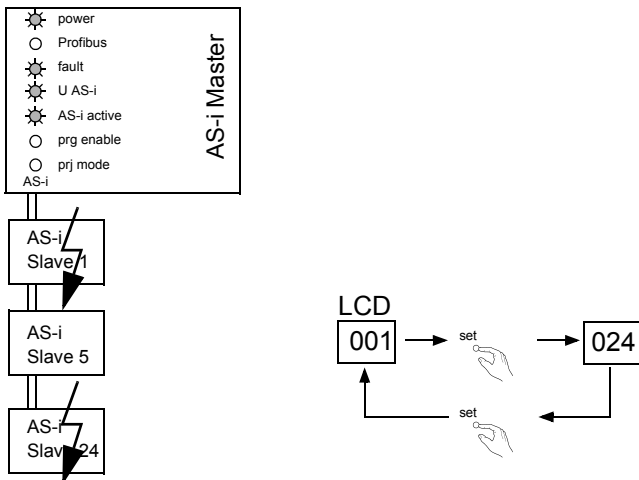 power
Profibus
fault
U AS-i
AS-i active
prg enable
prj mode
AS-i
AS-i Master
AS-i
Slave 1
AS-i
Slave 5
AS-i
Slave 24
LCD
001
set
024
set